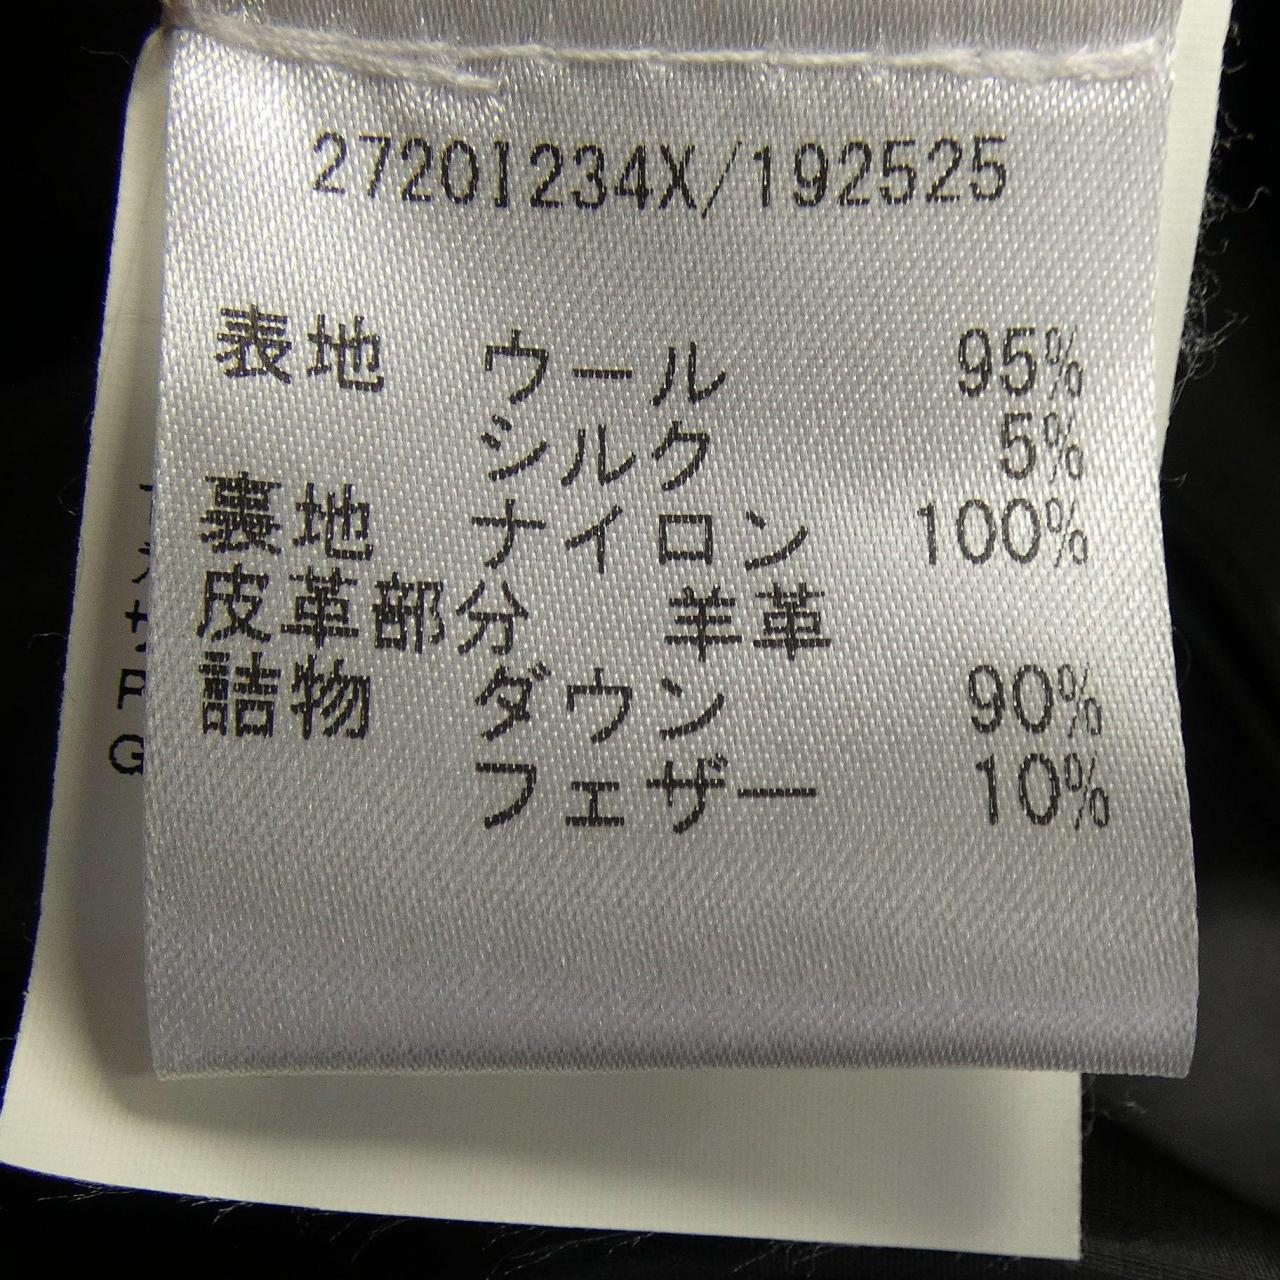 27201234X/192525
表地 ウール 95%
シルク 5%
裏地 ナイロン 100%
皮革部分 羊革
詰物 ダウン 90%
フェザー 10%